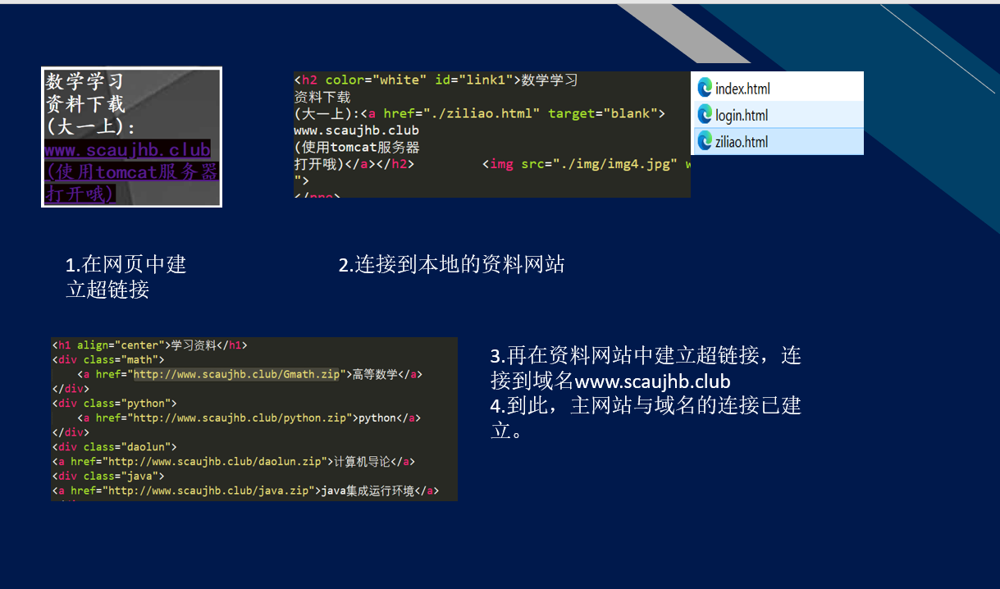 数学学习
资料下载
(大一上):
www.scaujhb.club
(使用tomcat服务器
打开哦)
<h2 color="white" id="link1">数学学习
资料下载
(大一上):<a href="./ziliao.html" target="blank">
www.scaujhb.club
(使用tomcat服务器
打开哦)</a></h2> <img src="./img/img4.jpg" w
">
index.html
login.html
ziliao.html
1.在网页中建
立超链接
2.连接到本地的资料网站
<h1 align="center">学习资料</h1>
<div class="math">
<a href="http://www.scaujhb.club/Gmath.zip">高等数学</a>
</div>
<div class="python">
<a href="http://www.scaujhb.club/python.zip">python</a>
</div>
<div class="daolun">
<a href="http://www.scaujhb.club/daolun.zip">计算机导论</a>
<div class="java">
<a href="http://www.scaujhb.club/java.zip">java集成运行环境</a>
3.再在资料网站中建立超链接，连
接到域名www.scaujhb.club
4.到此，主网站与域名的连接已建
立。